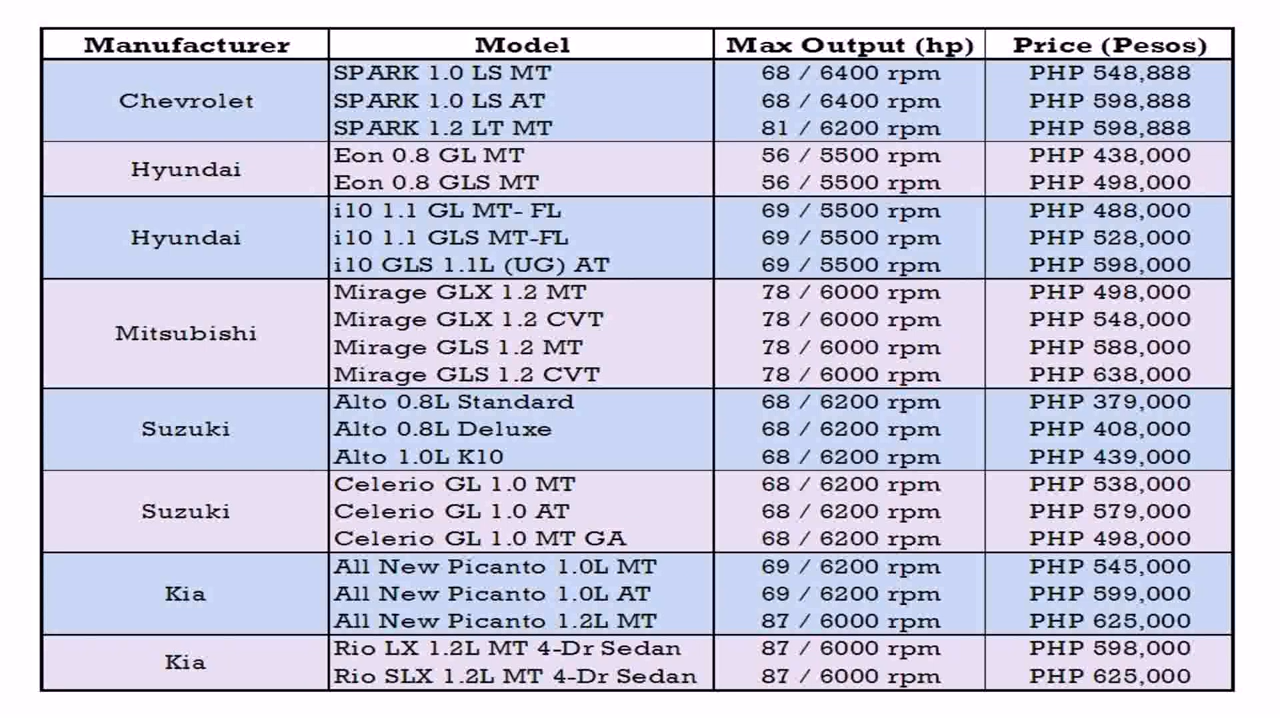 Manufacturer Model Max Output (hp) Price (Pesos)
Chevrolet
SPARK 1.0 LS MT 68 / 6400 rpm PHP 548,888
SPARK 1.0 LS AT 68 / 6400 rpm PHP 598,888
SPARK 1.2 LT MT 81 / 6200 rpm PHP 598,888
Hyundai
Eon 0.8 GL MT 56 / 5500 rpm PHP 438,000
Eon 0.8 GLS MT 56 / 5500 rpm PHP 498,000
Hyundai
i10 1.1 GL MT- FL 69 / 5500 rpm PHP 488,000
i10 1.1 GLS MT-FL 69 / 5500 rpm PHP 528,000
i10 GLS 1.1L (UG) AT 69 / 5500 rpm PHP 598,000
Mitsubishi
Mirage GLX 1.2 MT 78 / 6000 rpm PHP 498,000
Mirage GLX 1.2 CVT 78 / 6000 rpm PHP 548,000
Mirage GLS 1.2 MT 78 / 6000 rpm PHP 588,000
Mirage GLS 1.2 CVT 78 / 6000 rpm PHP 638,000
Suzuki
Alto 0.8L Standard 68 / 6200 rpm PHP 379,000
Alto 0.8L Deluxe 68 / 6200 rpm PHP 408,000
Alto 1.0L K10 68 / 6200 rpm PHP 439,000
Suzuki
Celerio GL 1.0 MT 68 / 6200 rpm PHP 538,000
Celerio GL 1.0 AT 68 / 6200 rpm PHP 579,000
Celerio GL 1.0 MT GA 68 / 6200 rpm PHP 498,000
Kia
All New Picanto 1.0L MT 69 / 6200 rpm PHP 545,000
All New Picanto 1.0L AT 69 / 6200 rpm PHP 599,000
All New Picanto 1.2L MT 87 / 6000 rpm PHP 625,000
Kia
Rio LX 1.2L MT 4-Dr Sedan 87 / 6000 rpm PHP 598,000
Rio SLX 1.2L MT 4-Dr Sedan 87 / 6000 rpm PHP 625,000